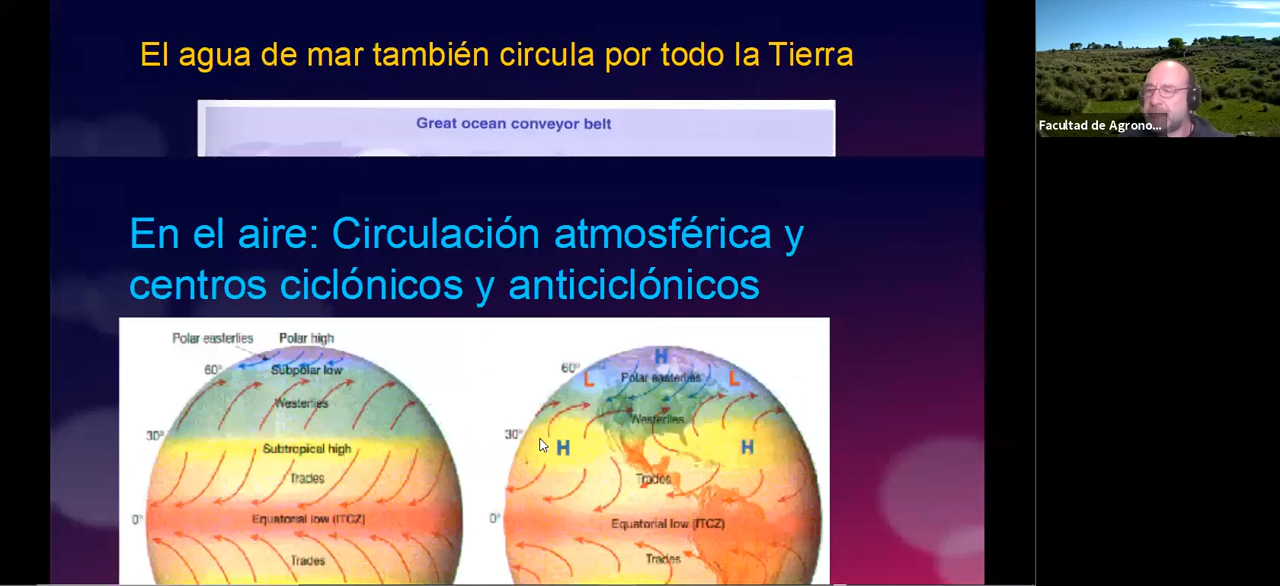 El agua de mar también circula por todo la Tierra
Great ocean conveyor belt
Facultad de Agrono...
En el aire: Circulación atmosférica y
centros ciclónicos y anticiclónicos
Polar easterlies
Polar high
60°
Subpolar low
Westerlies
30°
Subtropical high
Trades
0°
Equatorial low (ITCZ)
Trades
H
60°
L
Polar easterlies
L
Westerlies
30°
H
H
Trades
0°
Equatorial low (ITCZ)
Trades